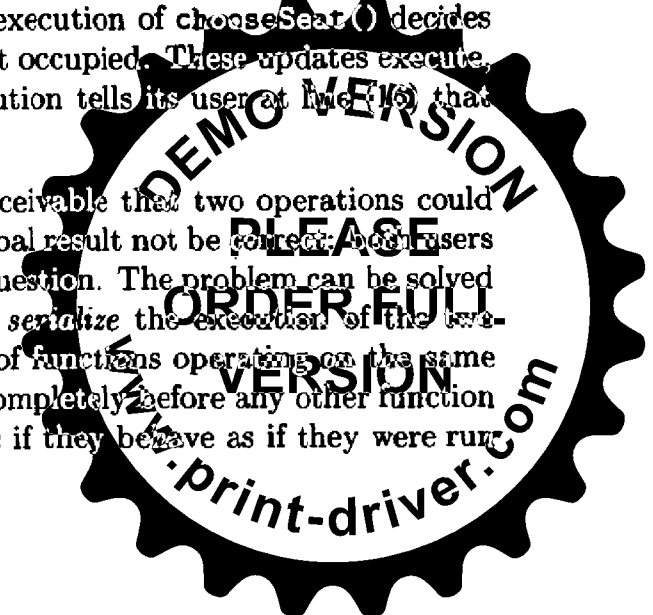 execution of chooseSeat() decides
t occupied. These updates execute,
ution tells its user at line (16) that
ceivable that two operations could
bal result not be correct: both users
uestion. The problem can be solved
serialize the execution of the two
of functions operating on the same
ompletely before any other function
if they behave as if they were run
DEMO VERSION
PLEASE
ORDER FULL
VERSION
www.print-driver.com